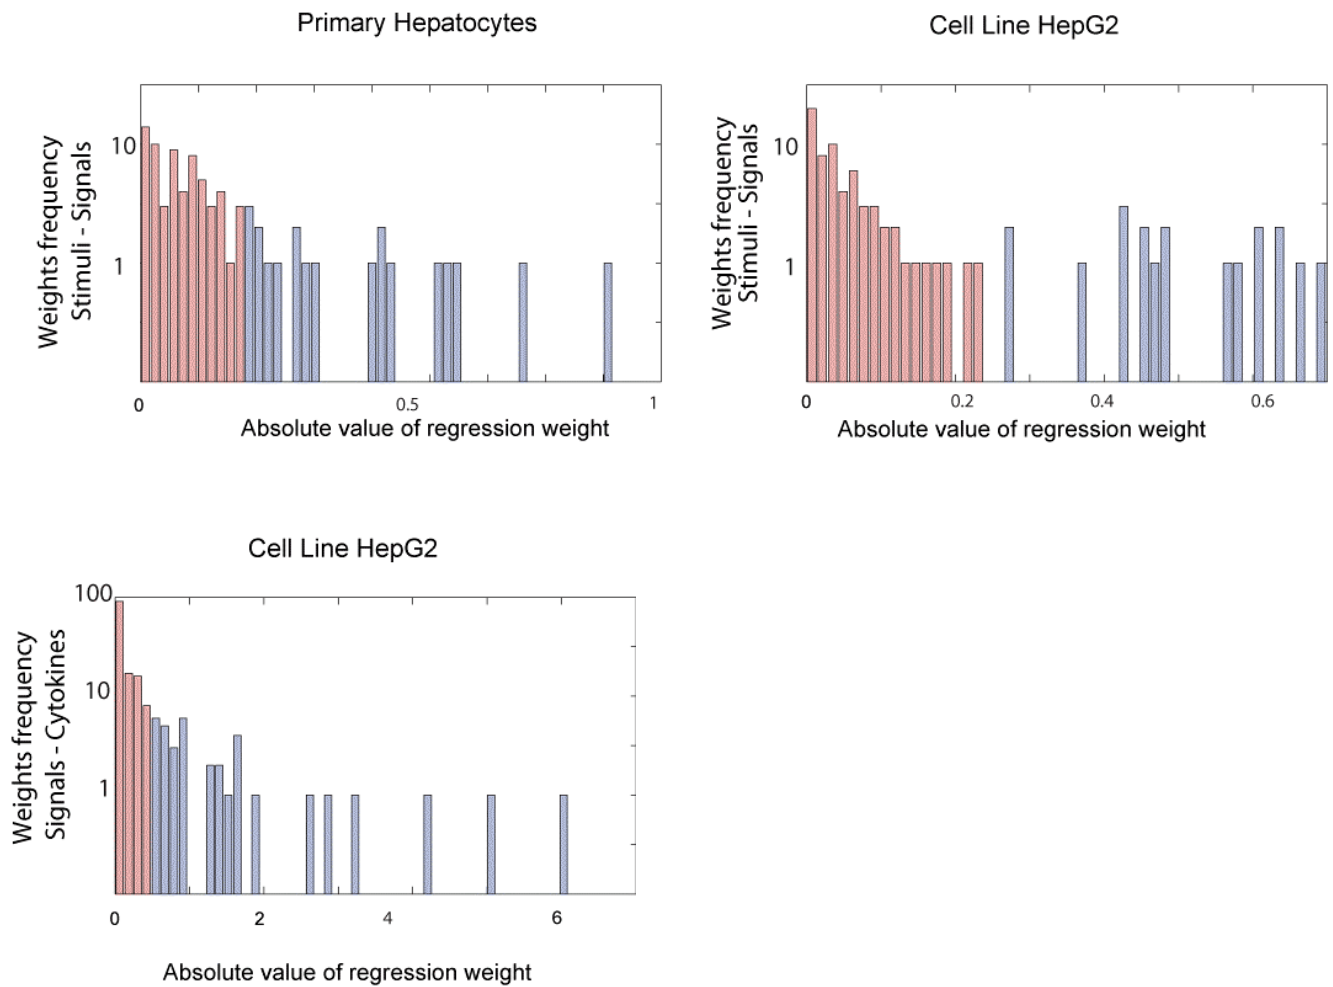 Primary Hepatocytes
Weights frequency
Stimuli - Signals
10
1
0
0.5
1
Absolute value of regression weight
Cell Line HepG2
Weights frequency
Stimuli - Signals
10
1
0
0.2
0.4
0.6
Absolute value of regression weight
Cell Line HepG2
Weights frequency
Signals - Cytokines
100
10
1
0
2
4
6
Absolute value of regression weight